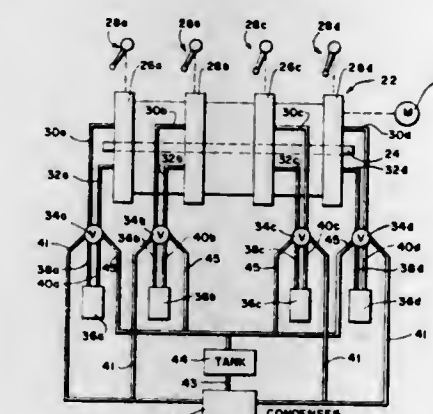 28a 28b 28c 28d
26a 26b 26c 26d 22
M
30a 30b 30c 30d
24
32a 32b 32c 32d
34a V 34b V 34c V 34d V
41 36b 40b 40c 45
38a 45 45 38c 45 38d 40d
40a
36a 36b 36c 36d
41 41 41
44 TANK
43
CONDENSER